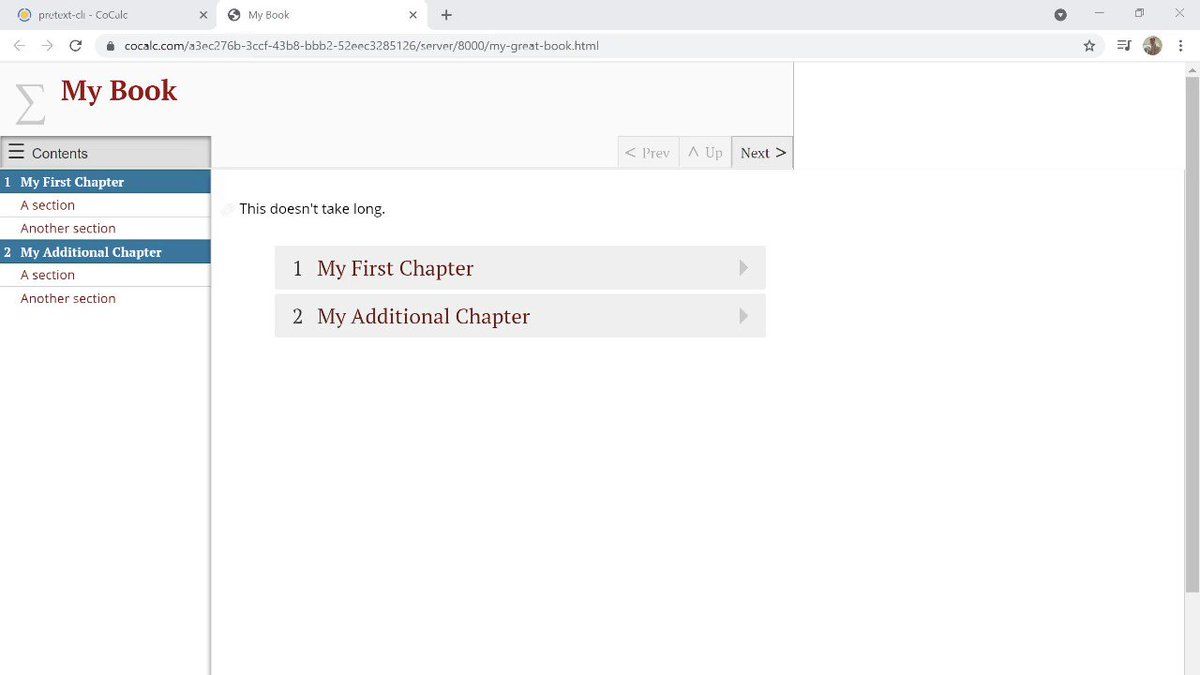 pretext-cli - CoCalc
My Book
cocalc.com/a3ec276b-3ccf-43b8-bbb2-52eec3285126/server/8000/my-great-book.html
Σ My Book
☰ Contents
< Prev ^ Up Next >
1 My First Chapter
A section
Another section
2 My Additional Chapter
A section
Another section
This doesn't take long.
1 My First Chapter
2 My Additional Chapter